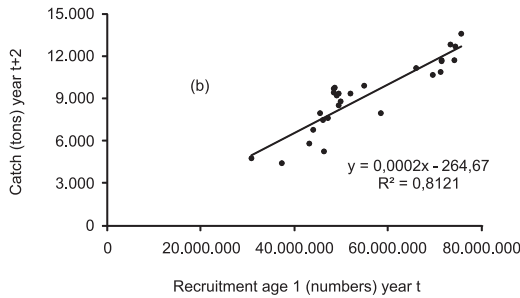 15.000
12.000
9.000
6.000
3.000
0
Catch (tons) year t+2
(b)
y = 0,0002x - 264,67
R² = 0,8121
0 20.000.000 40.000.000 60.000.000 80.000.000
Recruitment age 1 (numbers) year t